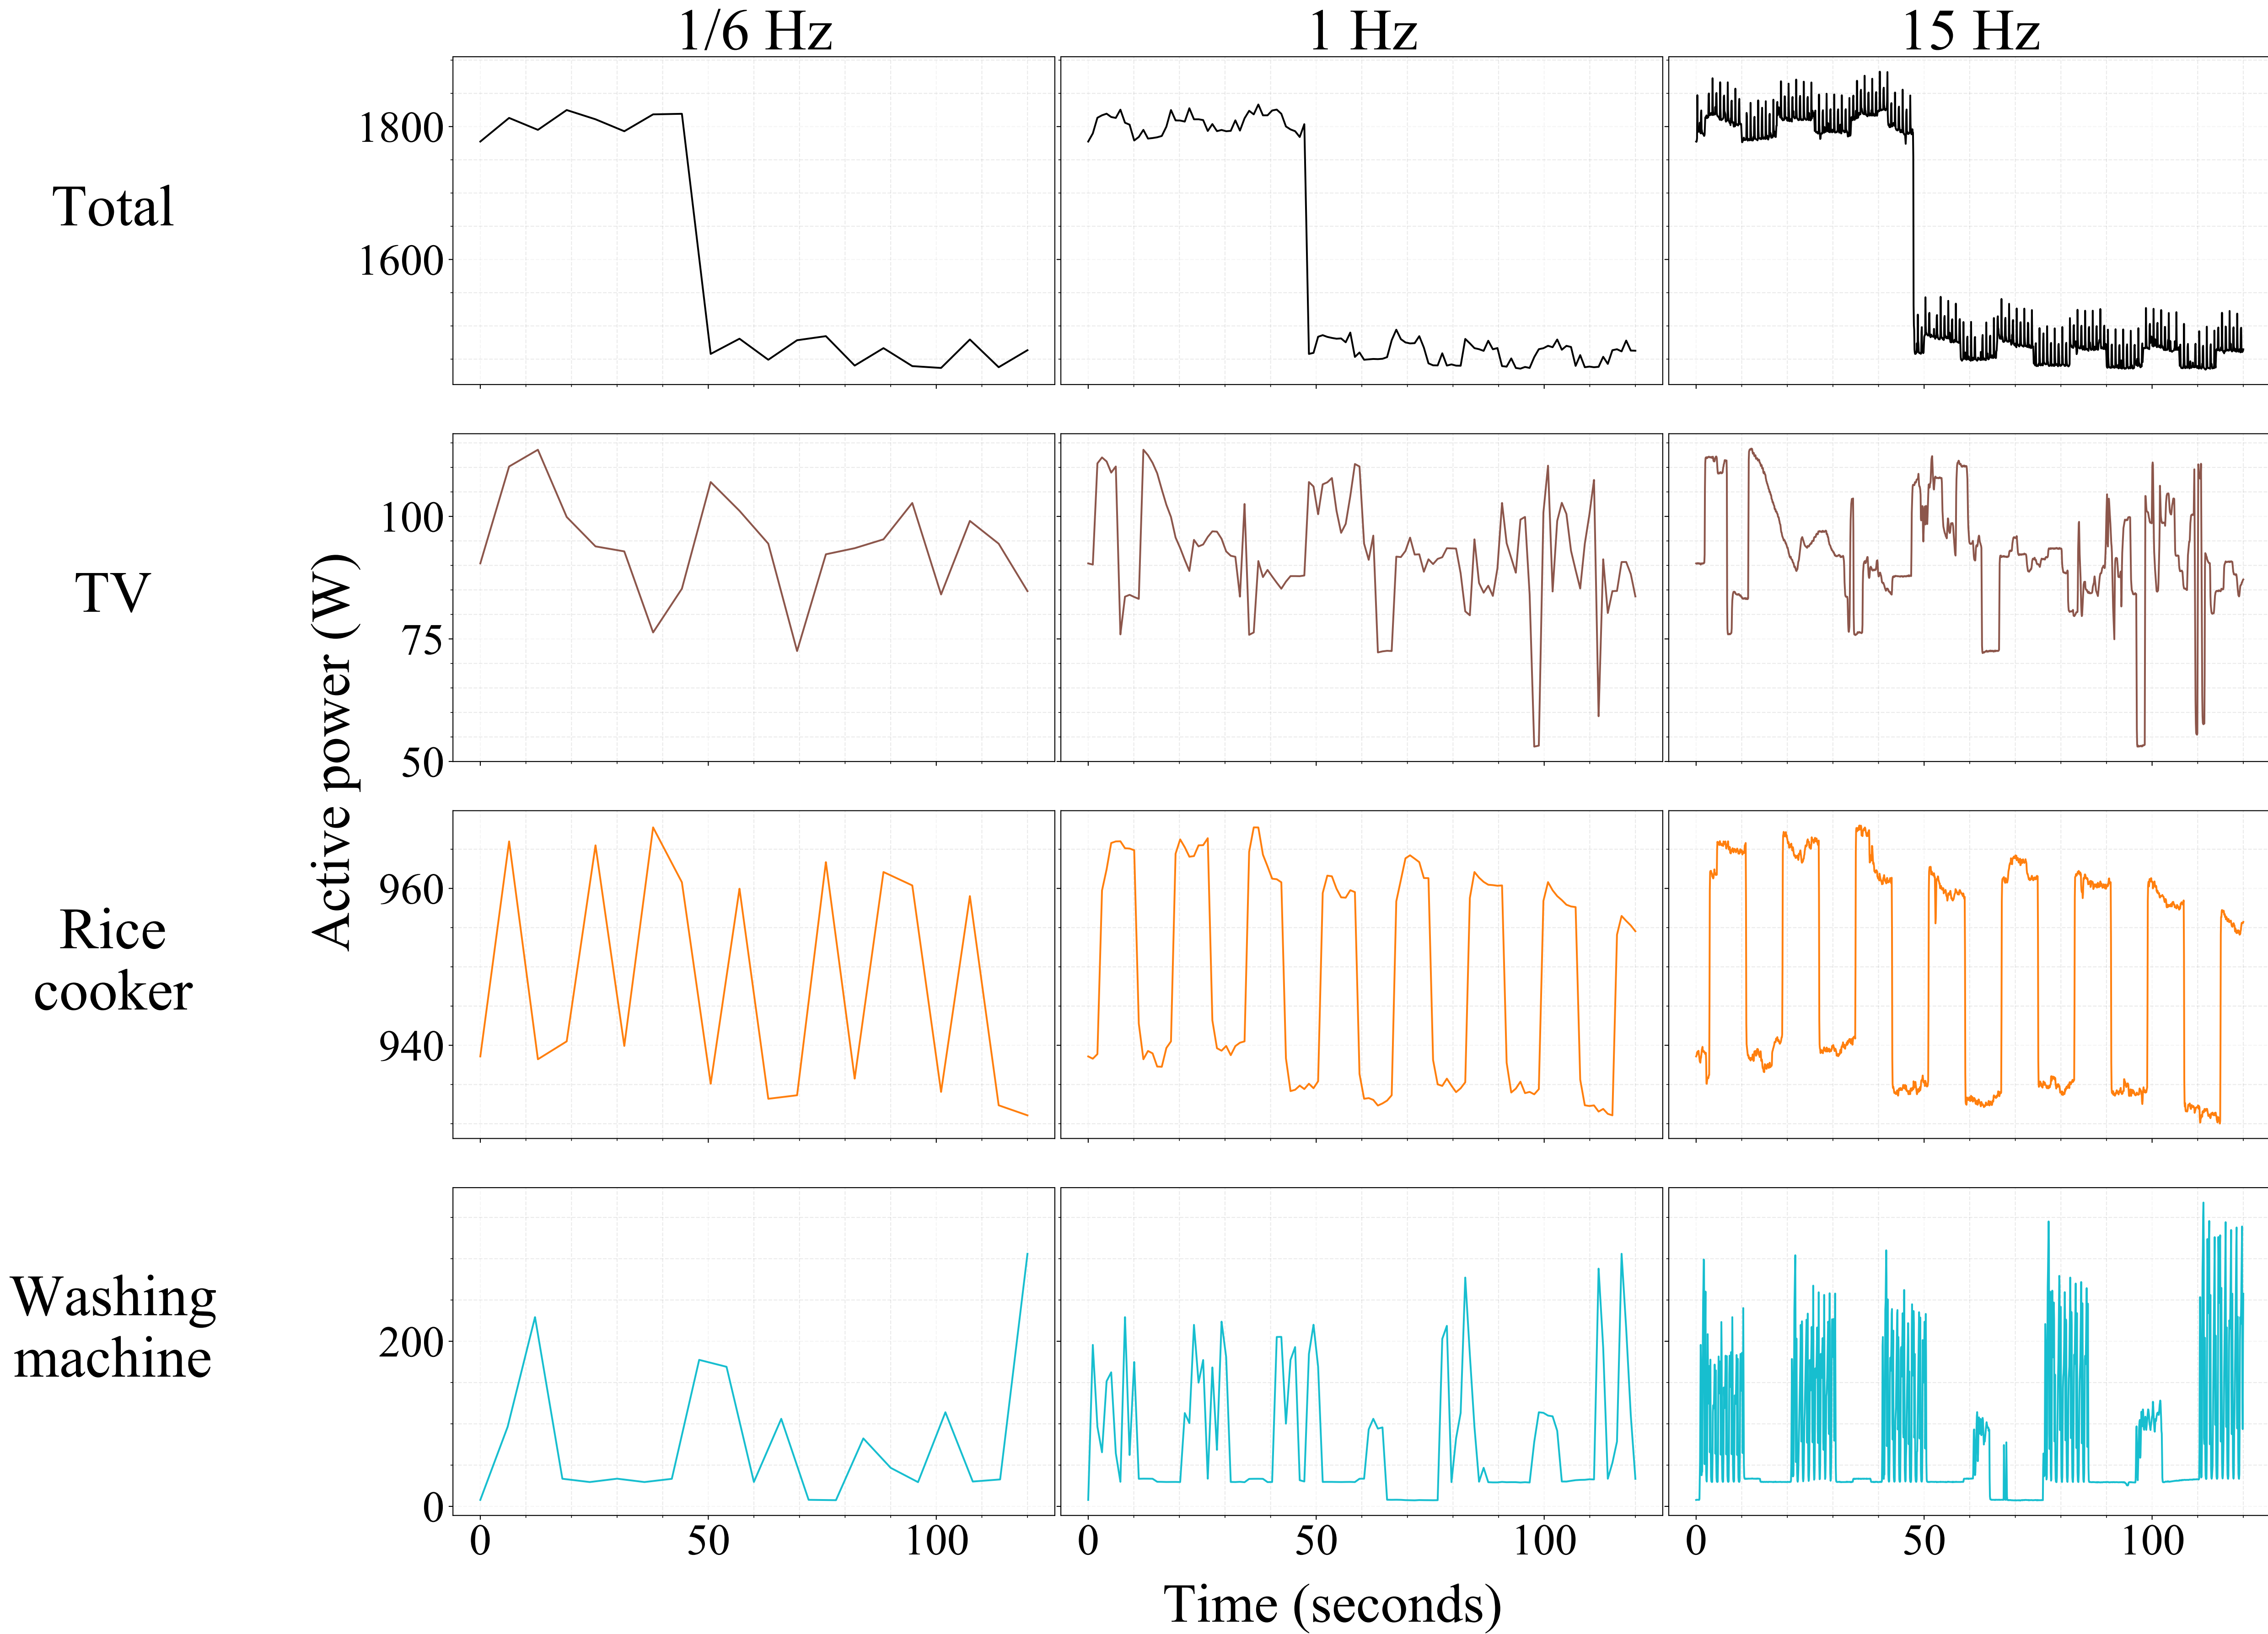 1/6 Hz 1 Hz 15 Hz
Total
1800
1600
TV
100
75
50
Active power (W)
Rice
cooker
960
940
Washing
machine
200
0
0 50 100 0 50 100 0 50 100
Time (seconds)